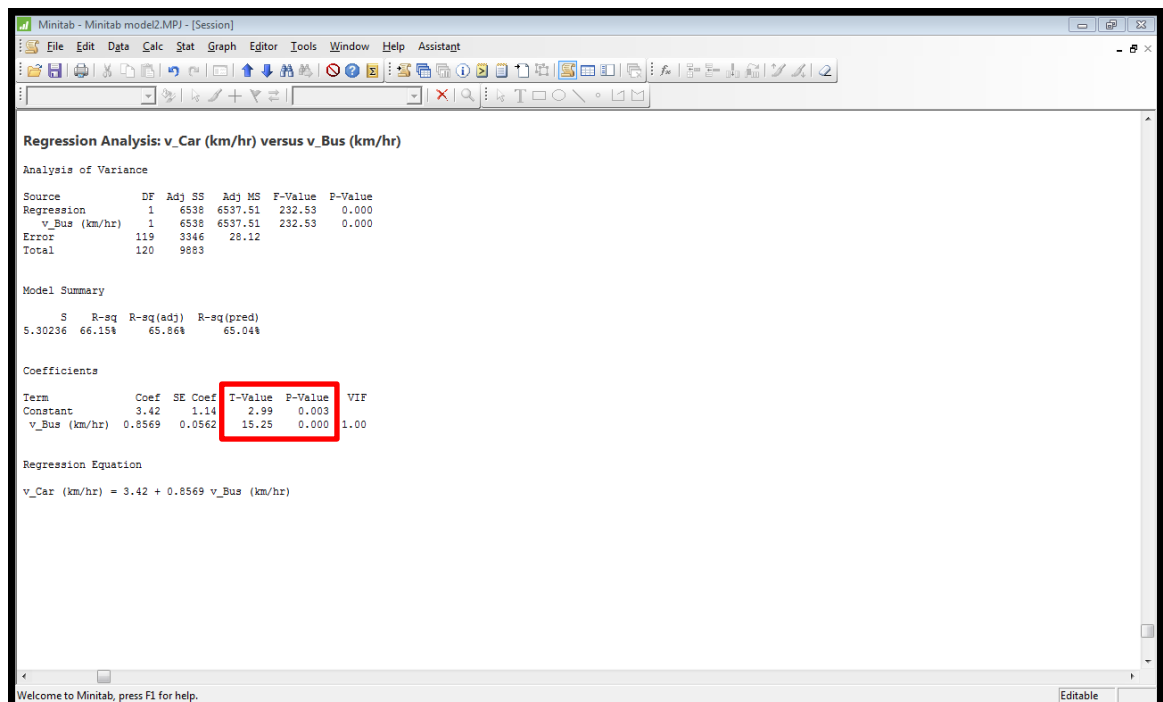 Minitab - Minitab model2.MPJ - [Session]
File Edit Data Calc Stat Graph Editor Tools Window Help Assistant
Regression Analysis: v_Car (km/hr) versus v_Bus (km/hr)
Analysis of Variance
Source DF Adj SS Adj MS F-Value P-Value
Regression 1 6538 6537.51 232.53 0.000
v_Bus (km/hr) 1 6538 6537.51 232.53 0.000
Error 119 3346 28.12
Total 120 9883
Model Summary
S R-sq R-sq(adj) R-sq(pred)
5.30236 66.15% 65.86% 65.04%
Coefficients
Term Coef SE Coef T-Value P-Value VIF
Constant 3.42 1.14 2.99 0.003
v_Bus (km/hr) 0.8569 0.0562 15.25 0.000 1.00
Regression Equation
v_Car (km/hr) = 3.42 + 0.8569 v_Bus (km/hr)
Welcome to Minitab, press F1 for help. Editable